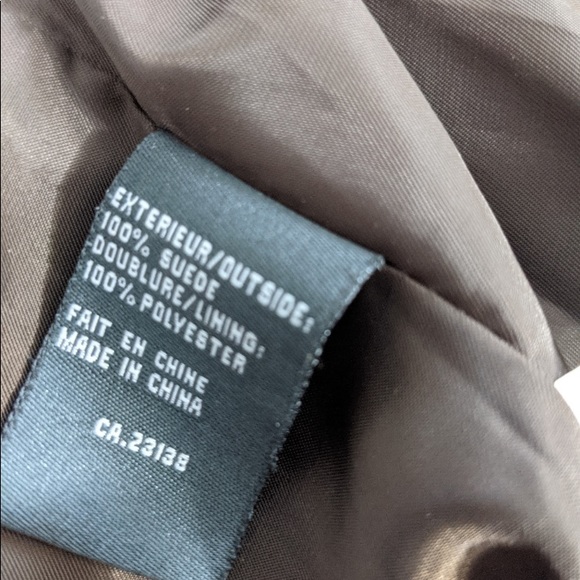 EXTERIEUR/OUTSIDE:
100% SUEDE
DOUBLURE/LINING:
100% POLYESTER
FAIT EN CHINE
MADE IN CHINA
CA.23138